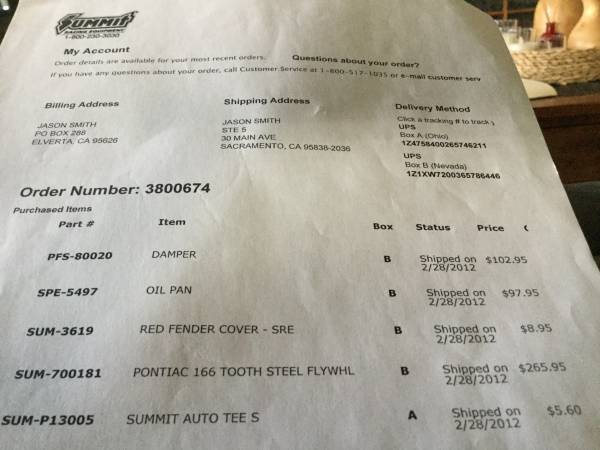 SUMMIT
RACING EQUIPMENT
1-800-230-3030
My Account
Order details are available for your most recent orders.
Questions about your order?
If you have any questions about your order, call Customer Service at 1-800-517-1035 or e-mail customer serv
Billing Address
JASON SMITH
PO BOX 288
ELVERTA, CA 95626
Shipping Address
JASON SMITH
STE 5
30 MAIN AVE
SACRAMENTO, CA 95838-2036
Delivery Method
Click a tracking # to track )
UPS
Box A (Ohio)
1Z4758400265746211
UPS
Box B (Nevada)
1Z1XW7200365786446
Order Number: 3800674
Purchased Items
Part # Item Box Status Price (
PFS-80020 DAMPER B Shipped on $102.95
2/28/2012
SPE-5497 OIL PAN B Shipped on $97.95
2/28/2012
SUM-3619 RED FENDER COVER - SRE B Shipped on $8.95
2/28/2012
SUM-700181 PONTIAC 166 TOOTH STEEL FLYWHL B Shipped on $265.95
2/28/2012
SUM-P13005 SUMMIT AUTO TEE S A Shipped on $5.60
2/28/2012